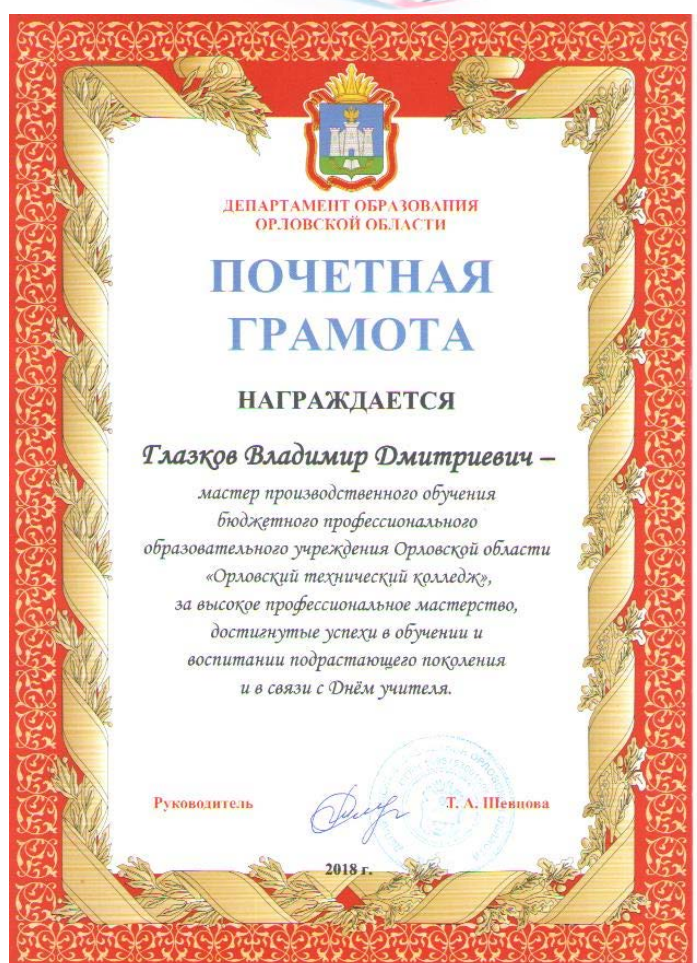 ДЕПАРТАМЕНТ ОБРАЗОВАНИЯ
ОРЛОВСКОЙ ОБЛАСТИ
ПОЧЕТНАЯ
ГРАМОТА
НАГРАЖДАЕТСЯ
Глазков Владимир Дмитриевич –
мастер производственного обучения
бюджетного профессионального
образовательного учреждения Орловской области
«Орловский технический колледж»,
за высокое профессиональное мастерство,
достигнутые успехи в обучении и
воспитании подрастающего поколения
и в связи с Днём учителя.
Руководитель Т. А. Шевцова
2018 г.